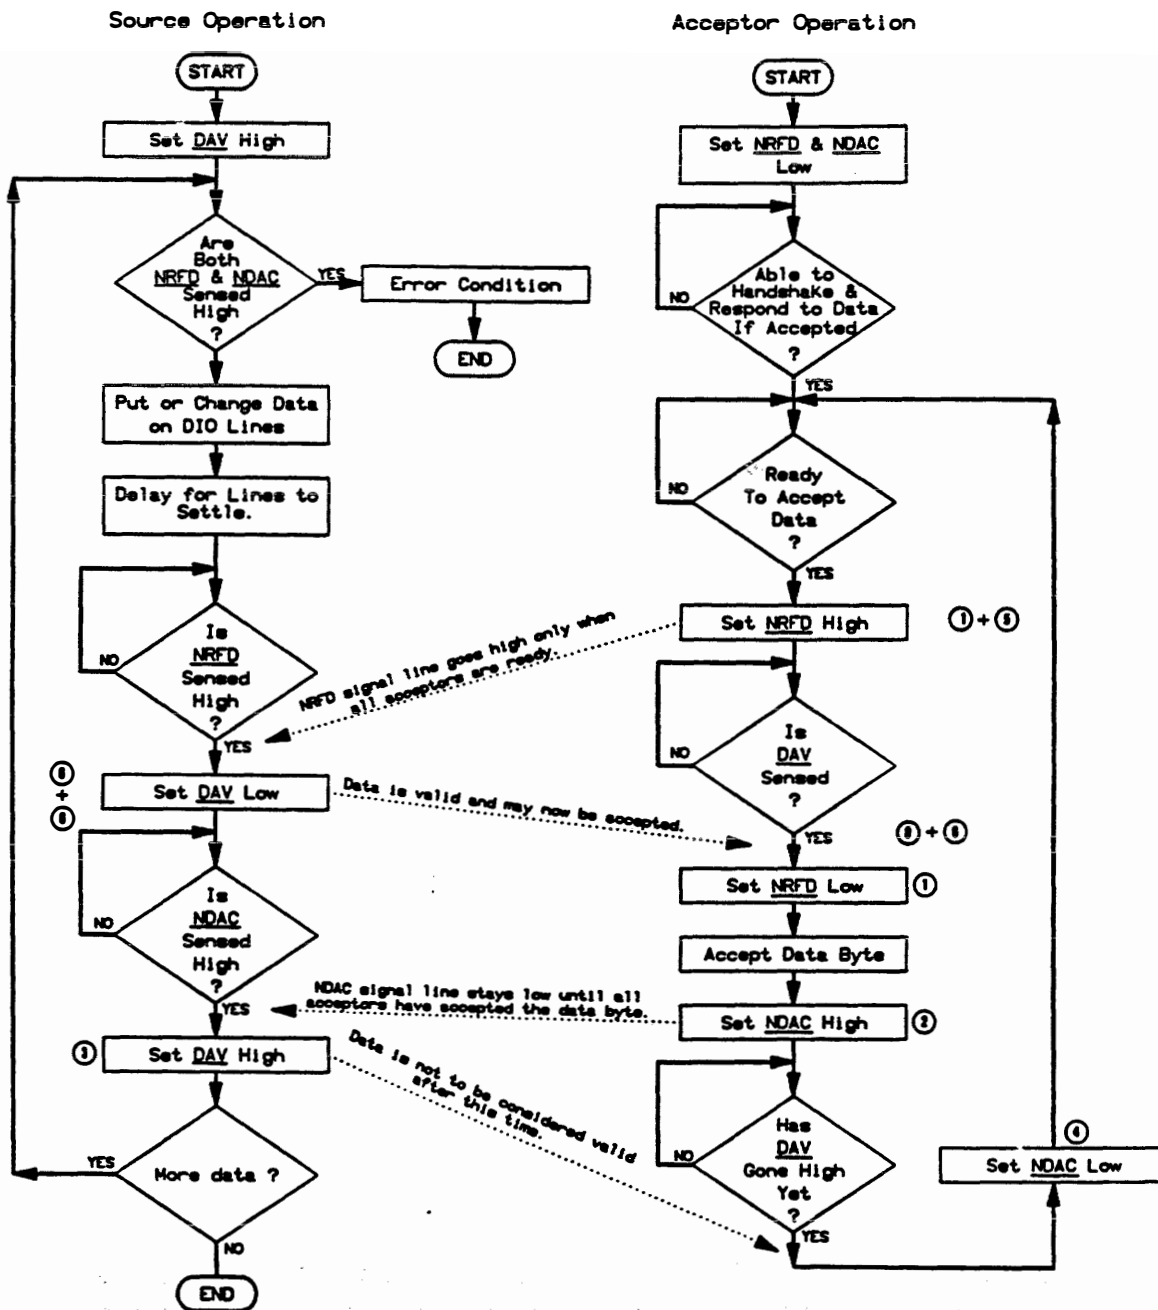 Source Operation
START
Set DAV High
Are
Both
NRFD & NDAC
Sensed
High
?
YES
Error Condition
END
Put or Change Data
on DIO Lines
Delay for Lines to
Settle.
Is
NRFD
Sensed
High
?
NO
YES
Set DAV Low
+
Is
NDAC
Sensed
High
?
NO
YES
3
Set DAV High
More data ?
YES
NO
END
NRFD signal line goes high only when
all acceptors are ready.
Data is valid and may now be accepted.
NDAC signal line stays low until all
acceptors have accepted the data byte.
Data is not to be considered valid
after this time.
Acceptor Operation
START
Set NRFD & NDAC
Low
Able to
Handshake &
Respond to Data
If Accepted
?
NO
YES
Ready
To Accept
Data
?
NO
YES
Set NRFD High
1 + 5
Is
DAV
Sensed
?
NO
YES
+ 6
Set NRFD Low
1
Accept Data Byte
Set NDAC High
2
Has
DAV
Gone High
Yet
?
NO
YES
4
Set NDAC Low